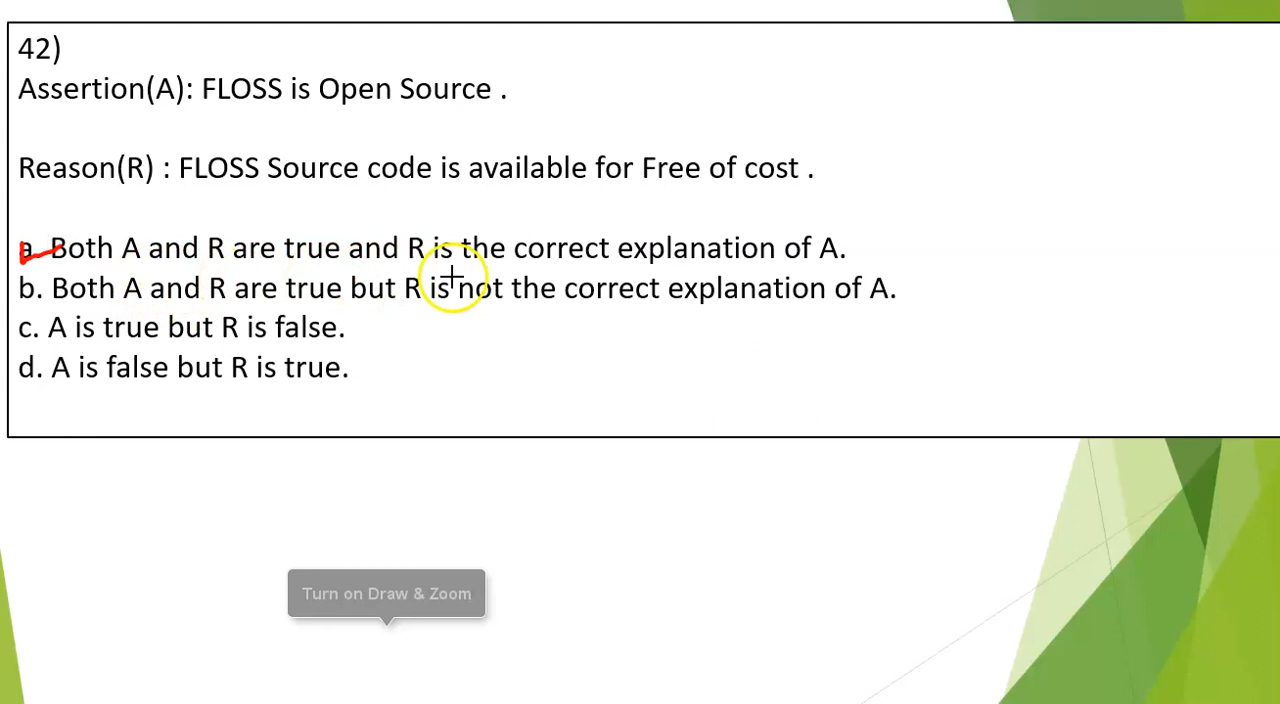 42)
Assertion(A): FLOSS is Open Source .
Reason(R) : FLOSS Source code is available for Free of cost .
a. Both A and R are true and R is the correct explanation of A.
b. Both A and R are true but R is not the correct explanation of A.
c. A is true but R is false.
d. A is false but R is true.
Turn on Draw & Zoom